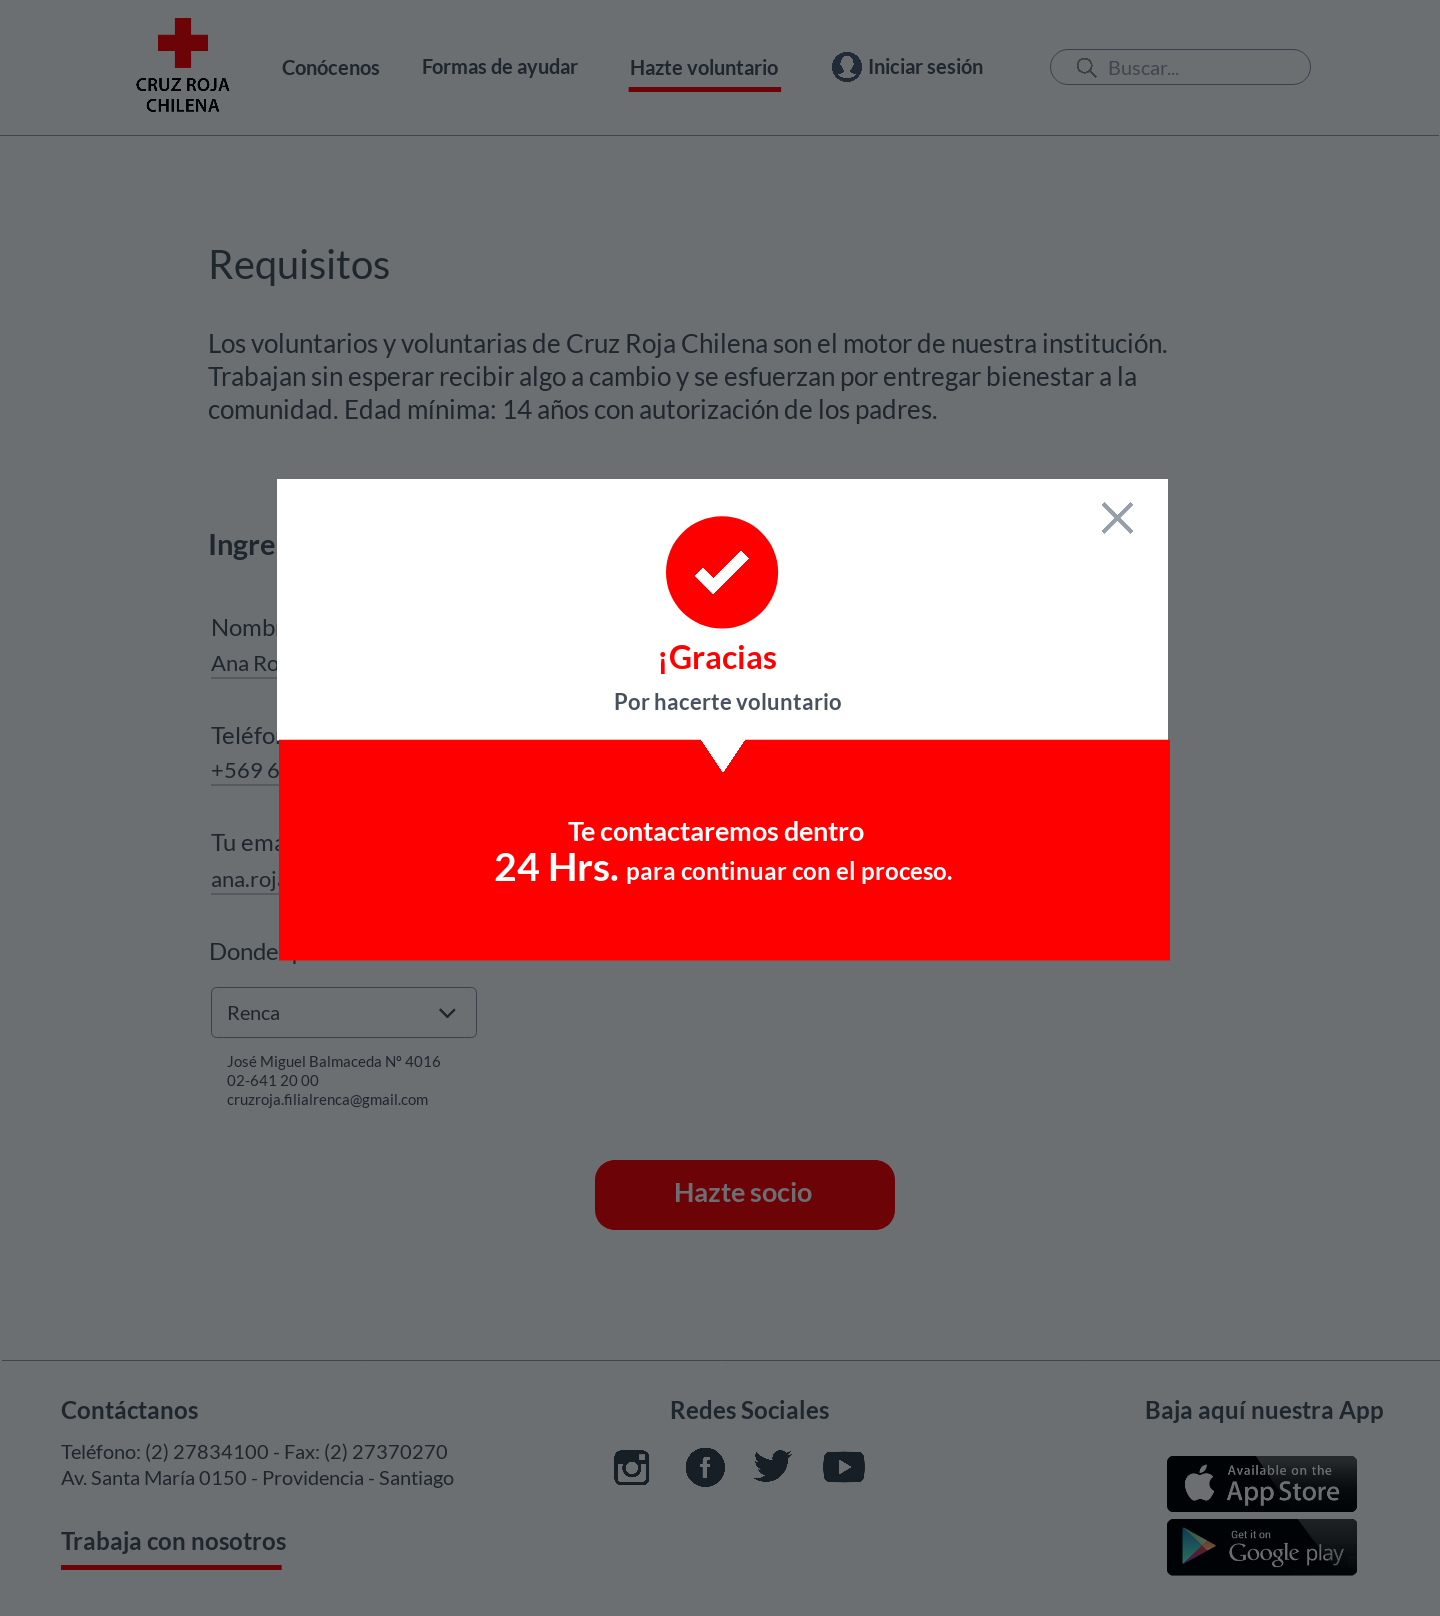 CRUZ ROJA
CHILENA
Conócenos
Formas de ayudar
Hazte voluntario
Iniciar sesión
Buscar...
Requisitos
Los voluntarios y voluntarias de Cruz Roja Chilena son el motor de nuestra institución.
Trabajan sin esperar recibir algo a cambio y se esfuerzan por entregar bienestar a la
comunidad. Edad mínima: 14 años con autorización de los padres.
Ingre
¡Gracias
Nomb
Ana Ro
Por hacerte voluntario
Teléfo
+569 6
Te contactaremos dentro
24 Hrs. para continuar con el proceso.
Tu ema
ana.roja
Donde
Renca
José Miguel Balmaceda Nº 4016
02-641 20 00
cruzroja.filialrenca@gmail.com
Hazte socio
Contáctanos
Teléfono: (2) 27834100 - Fax: (2) 27370270
Av. Santa María 0150 - Providencia - Santiago
Trabaja con nosotros
Redes Sociales
Baja aquí nuestra App
Available on the
App Store
Get it on
Google play